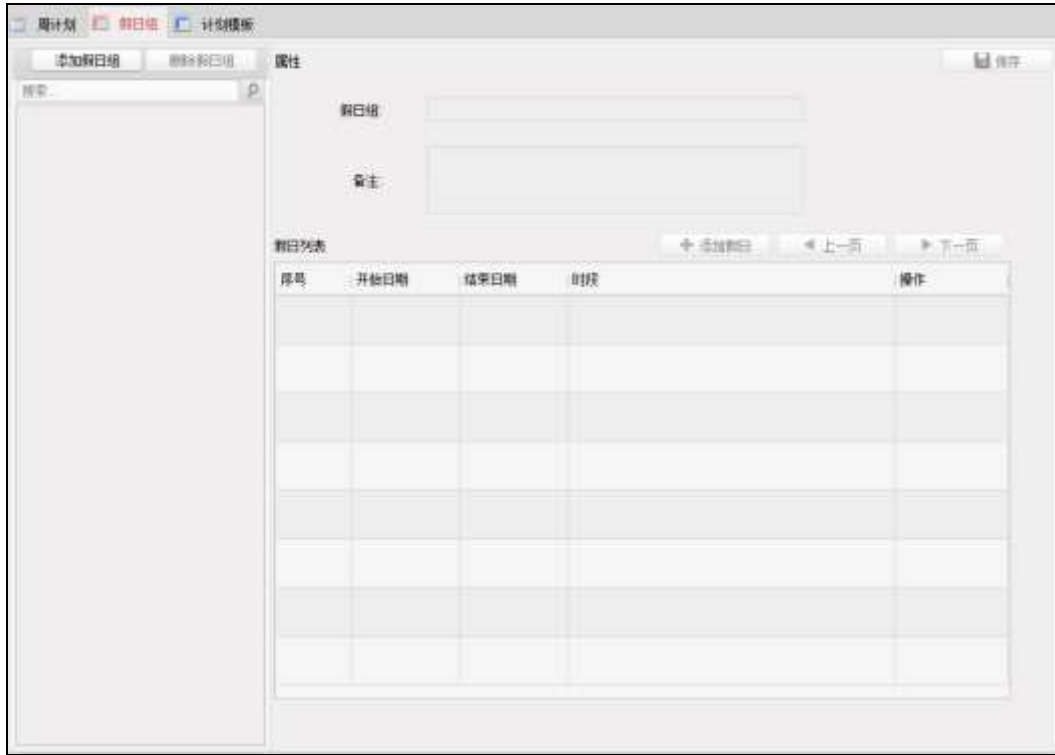 周计划 假日组 计划模板
添加假日组 删除假日组 属性 保存
搜索...
假日组:
备注:
假日列表 添加假日 上一页 下一页
序号 开始日期 结束日期 时段 操作